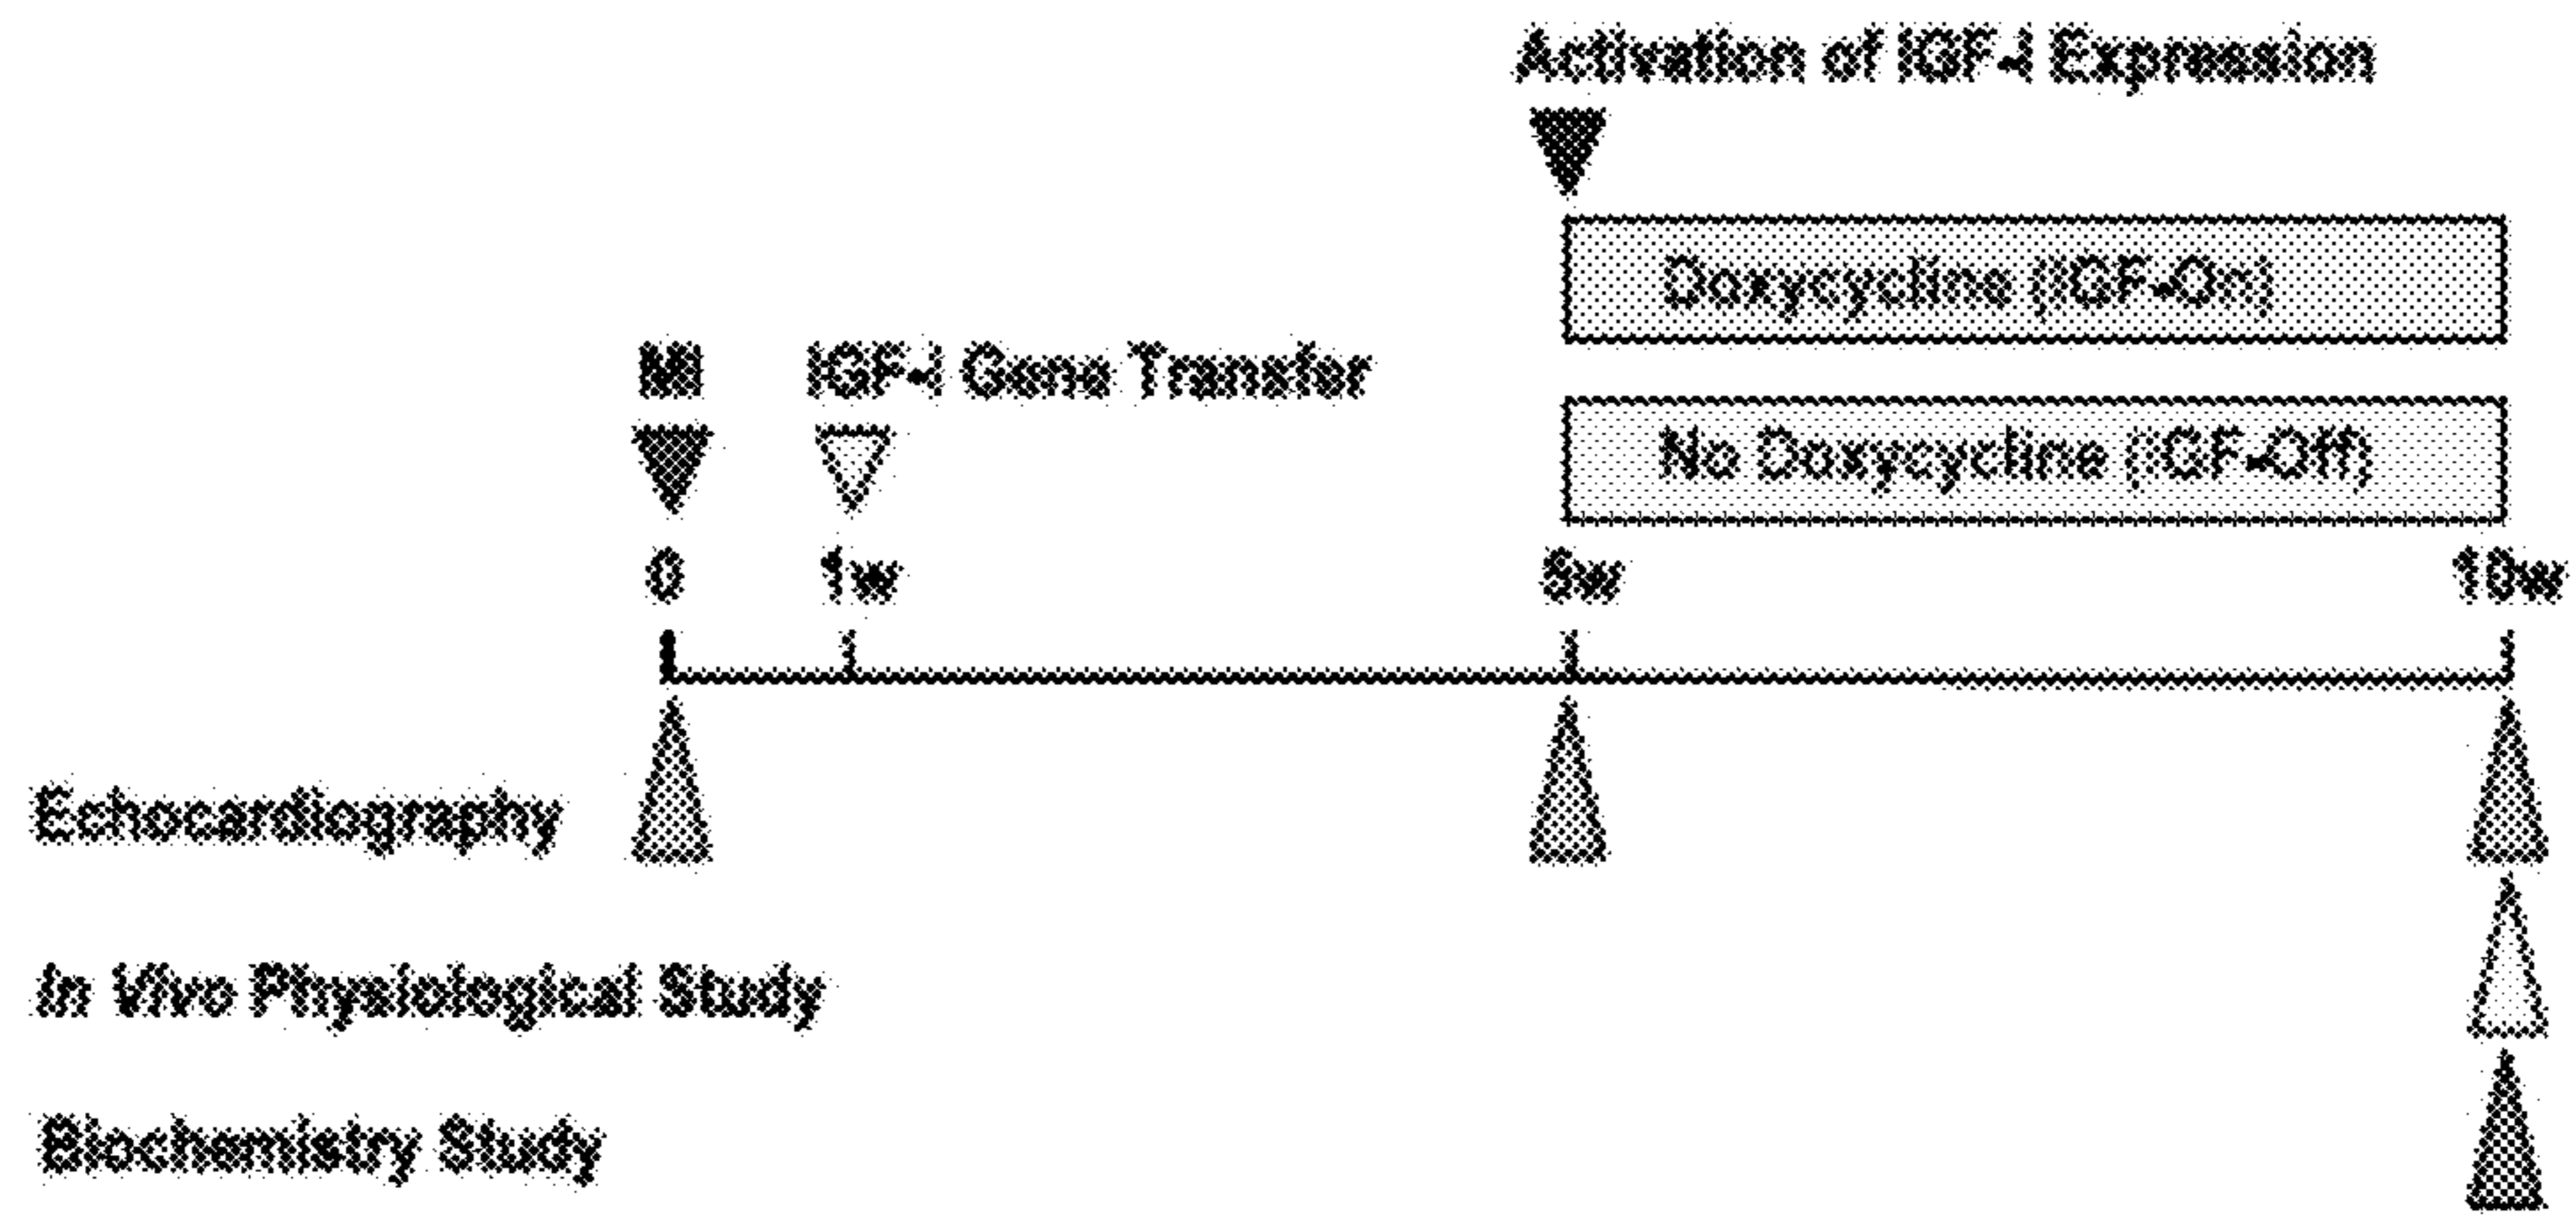 Activation of IGF-I Expression
Doxycycline (IGF-On)
MI IGF-I Gene Transfer
No Doxycycline (IGF-Off)
0 1w 5w 10w
Echocardiography
In Vivo Physiological Study
Biochemistry Study